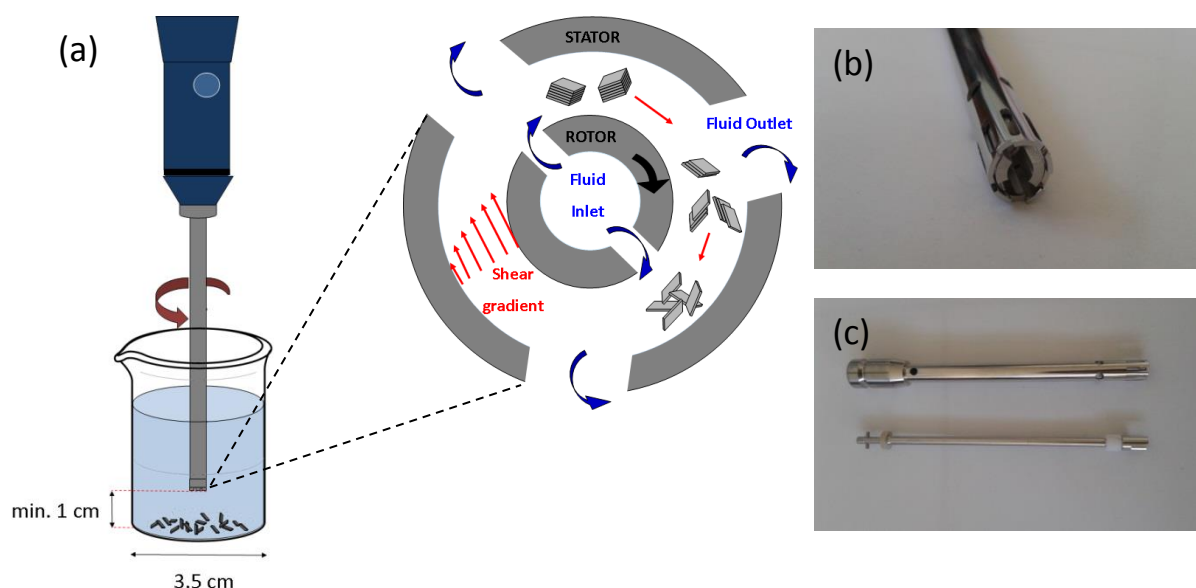 (a)
min. 1 cm
3.5 cm
STATOR
ROTOR
Fluid
Inlet
Fluid Outlet
Shear
gradient
(b)
(c)